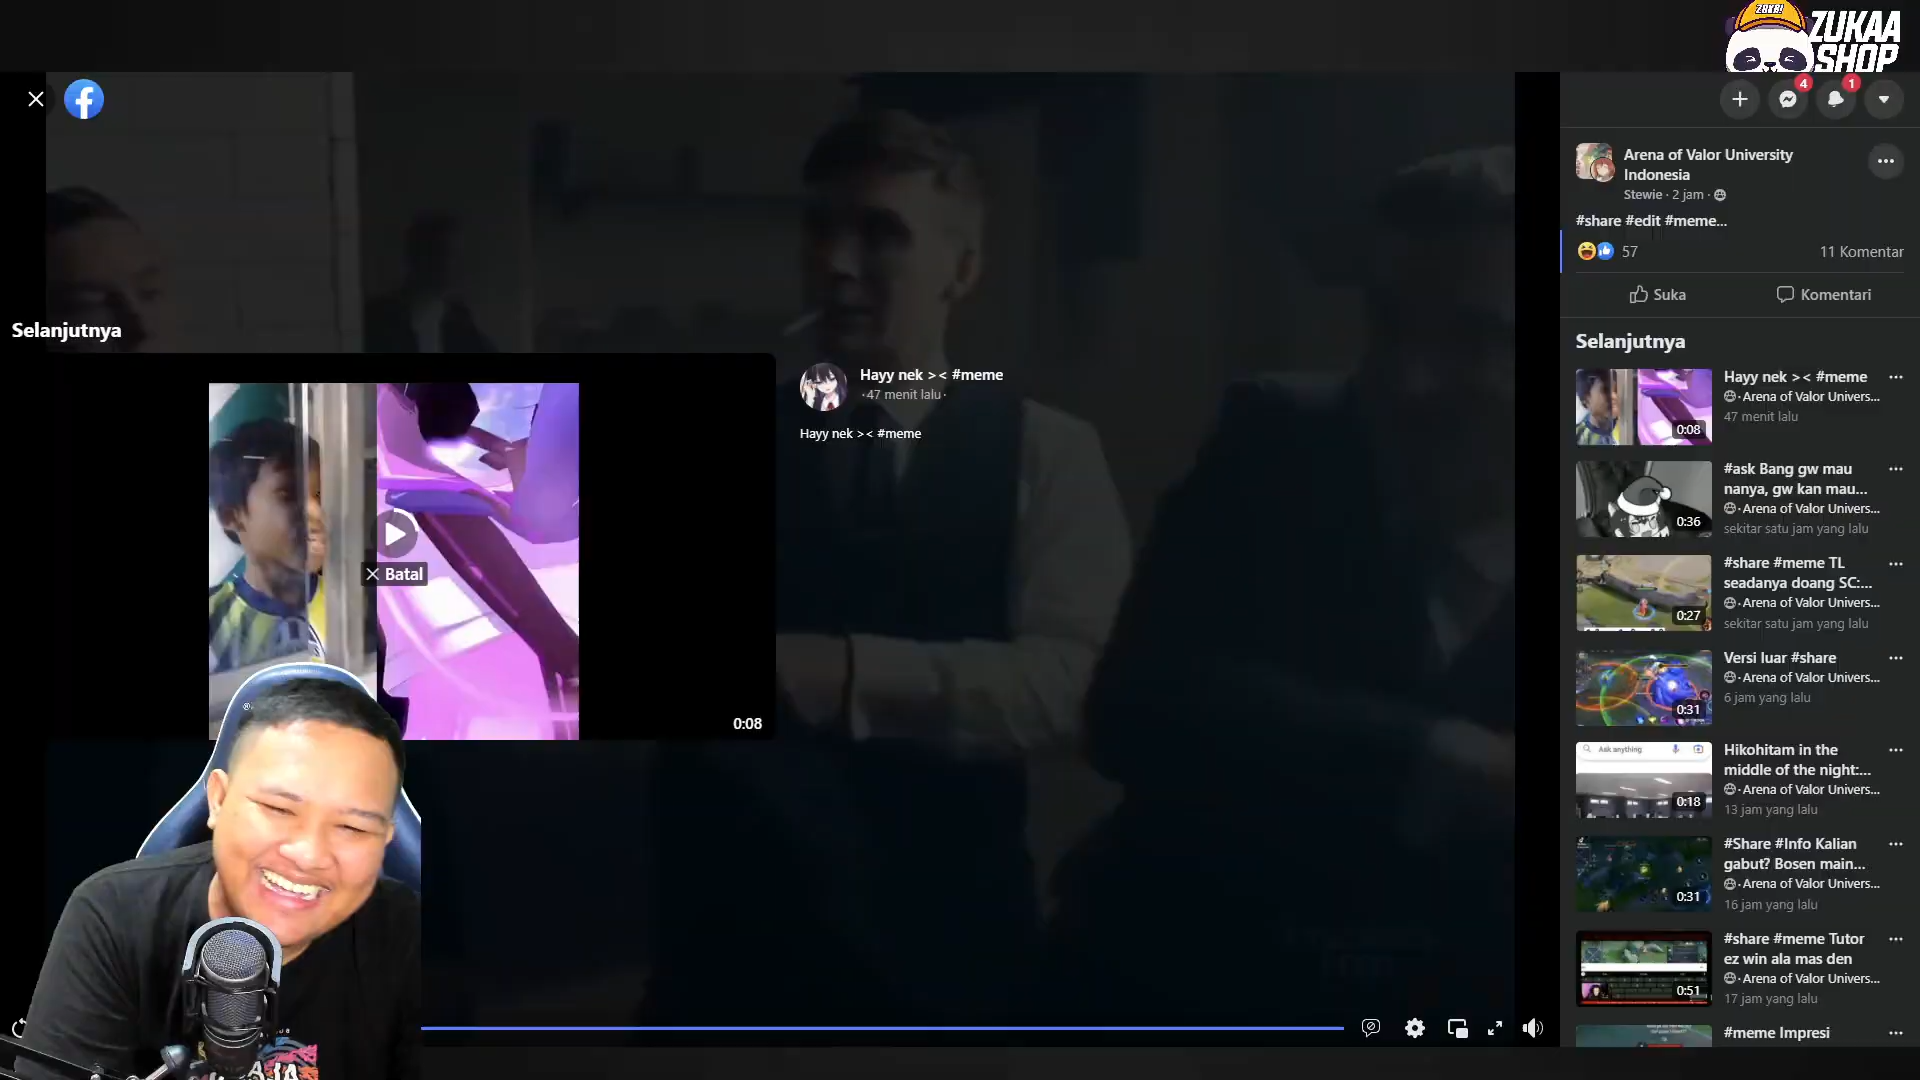 ZUKA!
ZUKAA
SHOP
4
1
Arena of Valor University
Indonesia
Stewie · 2 jam ·
#share #edit #meme...
57
11 Komentar
Suka
Komentari
Selanjutnya
Batal
0:08
Hayy nek >< #meme
·47 menit lalu·
Hayy nek >< #meme
Selanjutnya
Hayy nek >< #meme
·Arena of Valor Univers...
47 menit lalu
0:08
#ask Bang gw mau
nanya, gw kan mau...
·Arena of Valor Univers...
sekitar satu jam yang lalu
0:36
#share #meme TL
seadanya doang SC:...
·Arena of Valor Univers...
sekitar satu jam yang lalu
0:27
Versi luar #share
·Arena of Valor Univers...
6 jam yang lalu
0:31
Ask anything
Hikohitam in the
middle of the night:...
·Arena of Valor Univers...
13 jam yang lalu
0:18
#Share #Info Kalian
gabut? Bosen main...
·Arena of Valor Univers...
16 jam yang lalu
0:31
#share #meme Tutor
ez win ala mas den
·Arena of Valor Univers...
17 jam yang lalu
0:51
#meme Impresi